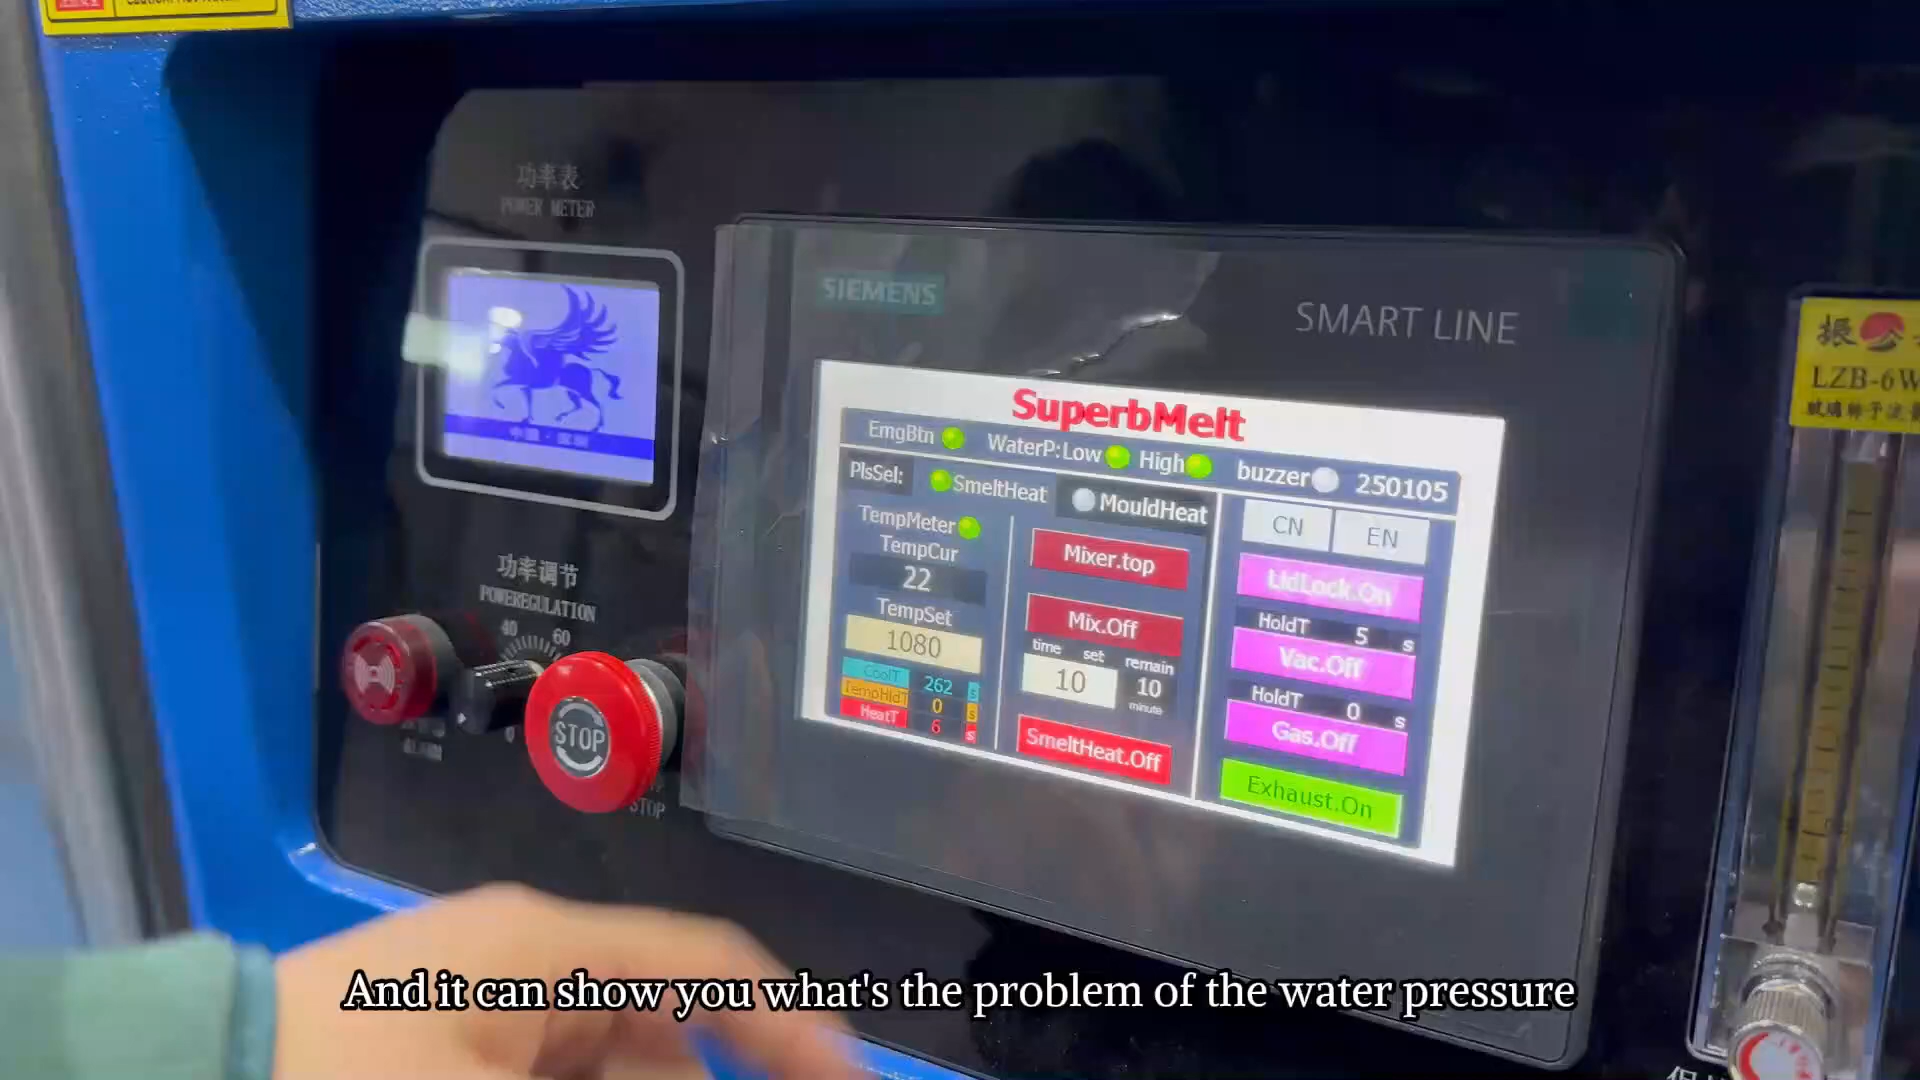 功率表
POWER METER
SIEMENS
SMART LINE
SuperbMelt
EmgBtn WaterP:Low High buzzer 250105
PlsSel: SmeltHeat MouldHeat
CN EN
TempMeter
TempCur
22
TempSet
1080
CoolT 262 s
TempHldT 0 s
HeatT 6 s
Mixer.top
Mix.Off
time set remain
10 10
minute
SmeltHeat.Off
LidLock.On
HoldT 5 s
Vac.Off
HoldT 0 s
Gas.Off
Exhaust.On
功率调节
POWEREGULATION
40 60
0
STOP
STOP
ALARM
LZB-6W
And it can show you what's the problem of the water pressure